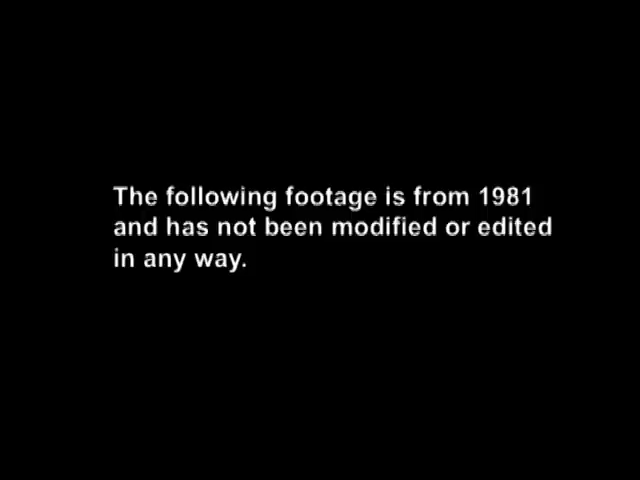 The following footage is from 1981
and has not been modified or edited
in any way.